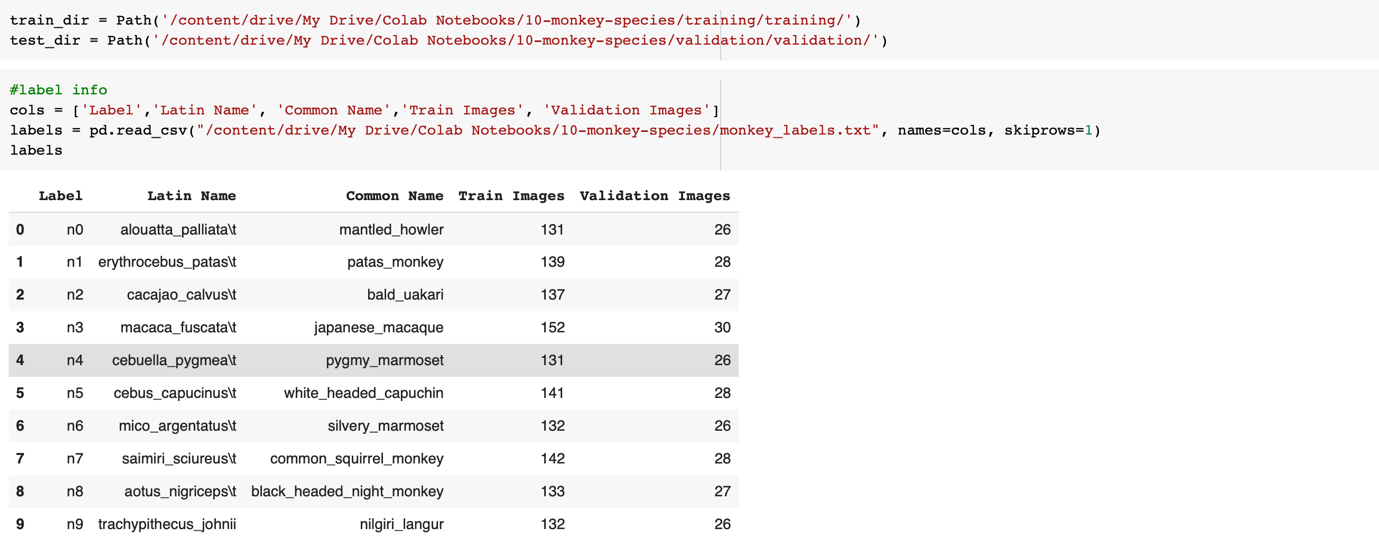 train_dir = Path('/content/drive/My Drive/Colab Notebooks/10-monkey-species/training/training/')
test_dir = Path('/content/drive/My Drive/Colab Notebooks/10-monkey-species/validation/validation/')
#label info
cols = ['Label','Latin Name', 'Common Name','Train Images', 'Validation Images']
labels = pd.read_csv("/content/drive/My Drive/Colab Notebooks/10-monkey-species/monkey_labels.txt", names=cols, skiprows=1)
labels
Label Latin Name Common Name Train Images Validation Images
0 n0 alouatta_palliata\t mantled_howler 131 26
1 n1 erythrocebus_patas\t patas_monkey 139 28
2 n2 cacajao_calvus\t bald_uakari 137 27
3 n3 macaca_fuscata\t japanese_macaque 152 30
4 n4 cebuella_pygmea\t pygmy_marmoset 131 26
5 n5 cebus_capucinus\t white_headed_capuchin 141 28
6 n6 mico_argentatus\t silvery_marmoset 132 26
7 n7 saimiri_sciureus\t common_squirrel_monkey 142 28
8 n8 aotus_nigriceps\t black_headed_night_monkey 133 27
9 n9 trachypithecus_johnii nilgiri_langur 132 26